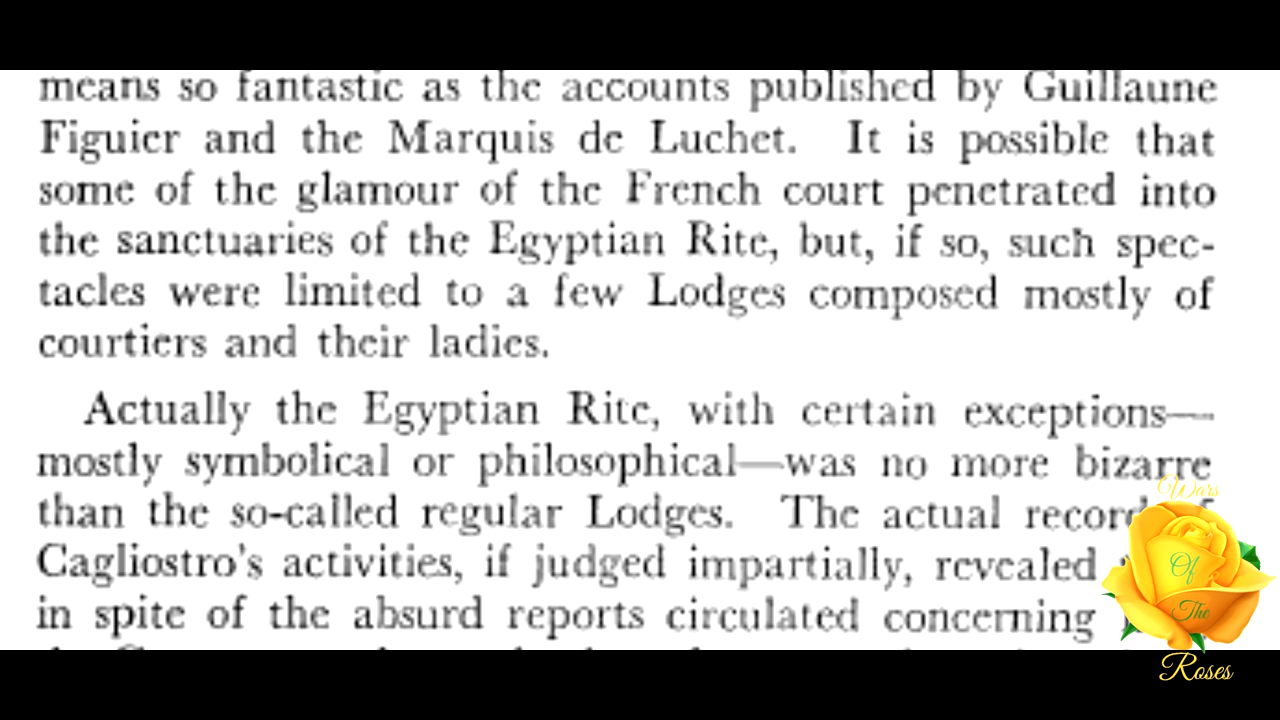 means so fantastic as the accounts published by Guillaune
Figuier and the Marquis de Luchet. It is possible that
some of the glamour of the French court penetrated into
the sanctuaries of the Egyptian Rite, but, if so, such spec-
tacles were limited to a few Lodges composed mostly of
courtiers and their ladies.
Actually the Egyptian Rite, with certain exceptions—
mostly symbolical or philosophical—was no more bizarre
than the so-called regular Lodges. The actual record
Cagliostro's activities, if judged impartially, revealed
in spite of the absurd reports circulated concerning
Wars
Of
The
Roses